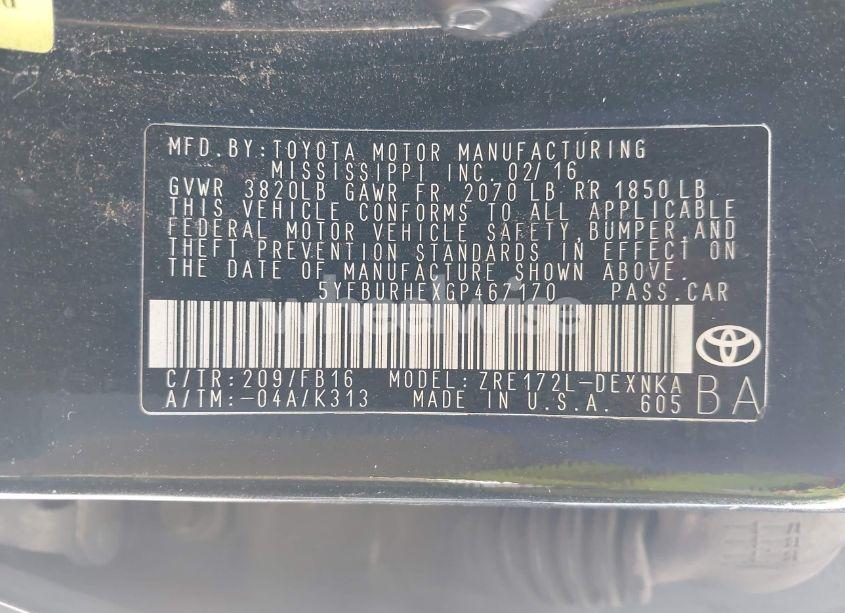 MFD.BY:TOYOTA MOTOR MANUFACTURING
MISSISSIPPI INC. 02/16
GVWR 3820LB GAWR FR 2070 LB RR 1850 LB
THIS VEHICLE CONFORMS TO ALL APPLICABLE
FEDERAL MOTOR VEHICLE SAFETY,BUMPER,AND
THEFT PREVENTION STANDARDS IN EFFECT ON
THE DATE OF MANUFACTURE SHOWN ABOVE.
5YFBURHEXGP467170 PASS.CAR
wheelwise
C/TR:209/FB16 MODEL:ZRE172L-DEXNKA
A/TM:-04A/K313 MADE IN U.S.A. 605 BA